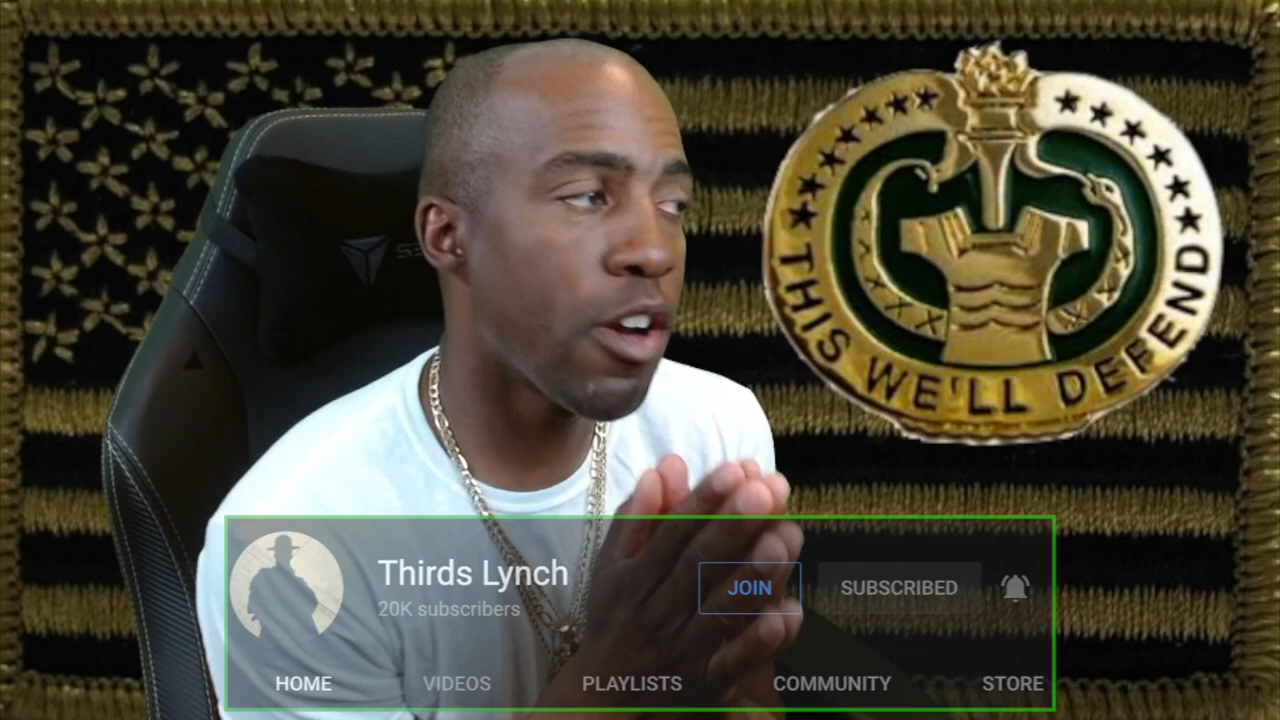 THIS WE'LL DEFEND
Thirds Lynch
20K subscribers
JOIN
SUBSCRIBED
HOME VIDEOS PLAYLISTS COMMUNITY STORE